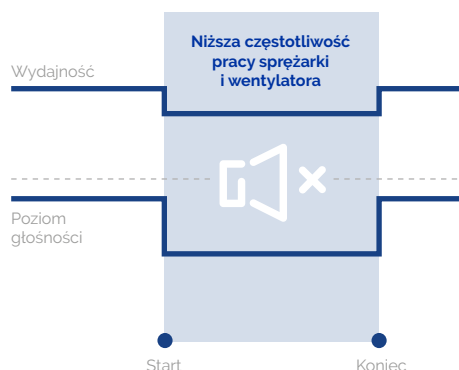 Niższa częstotliwość
pracy sprężarki
i wentylatora
Wydajność
Poziom
głośności
Start
Koniec